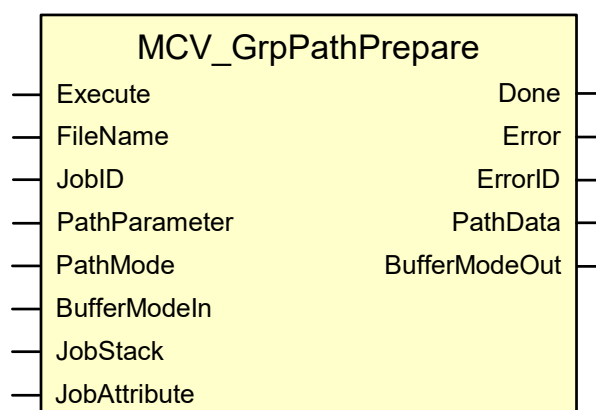 MCV_GrpPathPrepare
Execute Done
FileName Error
JobID ErrorID
PathParameter PathData
PathMode BufferModeOut
BufferModeIn
JobStack
JobAttribute